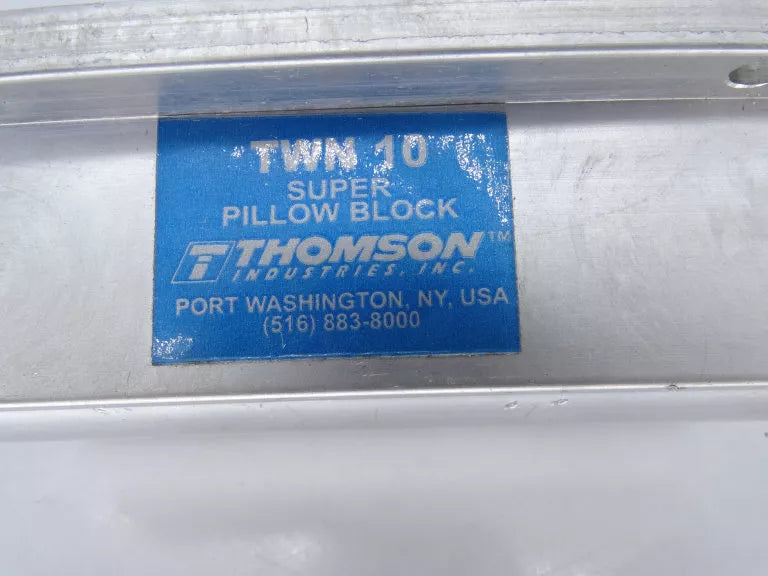 TWN 10
SUPER
PILLOW BLOCK
THOMSON™
INDUSTRIES, INC.
PORT WASHINGTON, NY, USA
(516) 883-8000